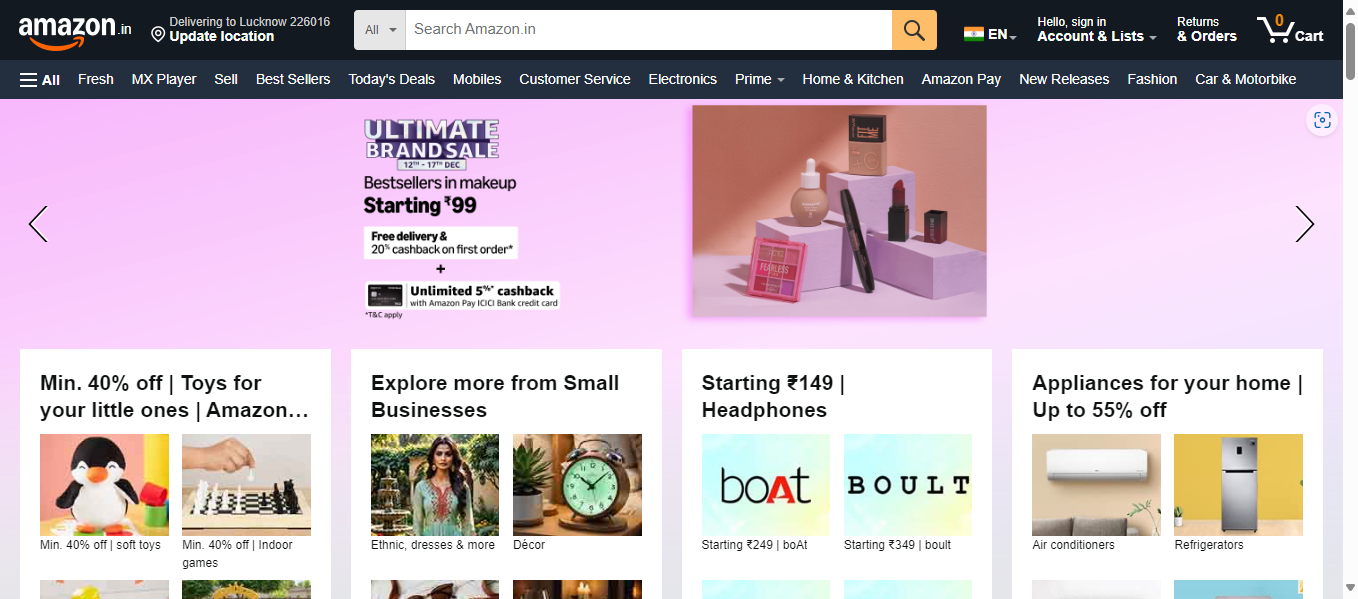 amazon.in
Delivering to Lucknow 226016
Update location
All
Search Amazon.in
EN
Hello, sign in
Account & Lists
Returns
& Orders
0
Cart
All Fresh MX Player Sell Best Sellers Today's Deals Mobiles Customer Service Electronics Prime Home & Kitchen Amazon Pay New Releases Fashion Car & Motorbike
ULTIMATE
BRAND SALE
12TH - 17TH DEC
Bestsellers in makeup
Starting ₹99
Free delivery &
20% cashback on first order*
+
Unlimited 5%* cashback
with Amazon Pay ICICI Bank credit card
*T&C apply
FIT
ME
FEARLESS
Min. 40% off | Toys for
your little ones | Amazon…
Min. 40% off | soft toys
Min. 40% off | Indoor
games
Explore more from Small
Businesses
Ethnic, dresses & more
Décor
Starting ₹149 |
Headphones
boAt
BOULT
Starting ₹249 | boAt
Starting ₹349 | boult
Appliances for your home |
Up to 55% off
Air conditioners
Refrigerators